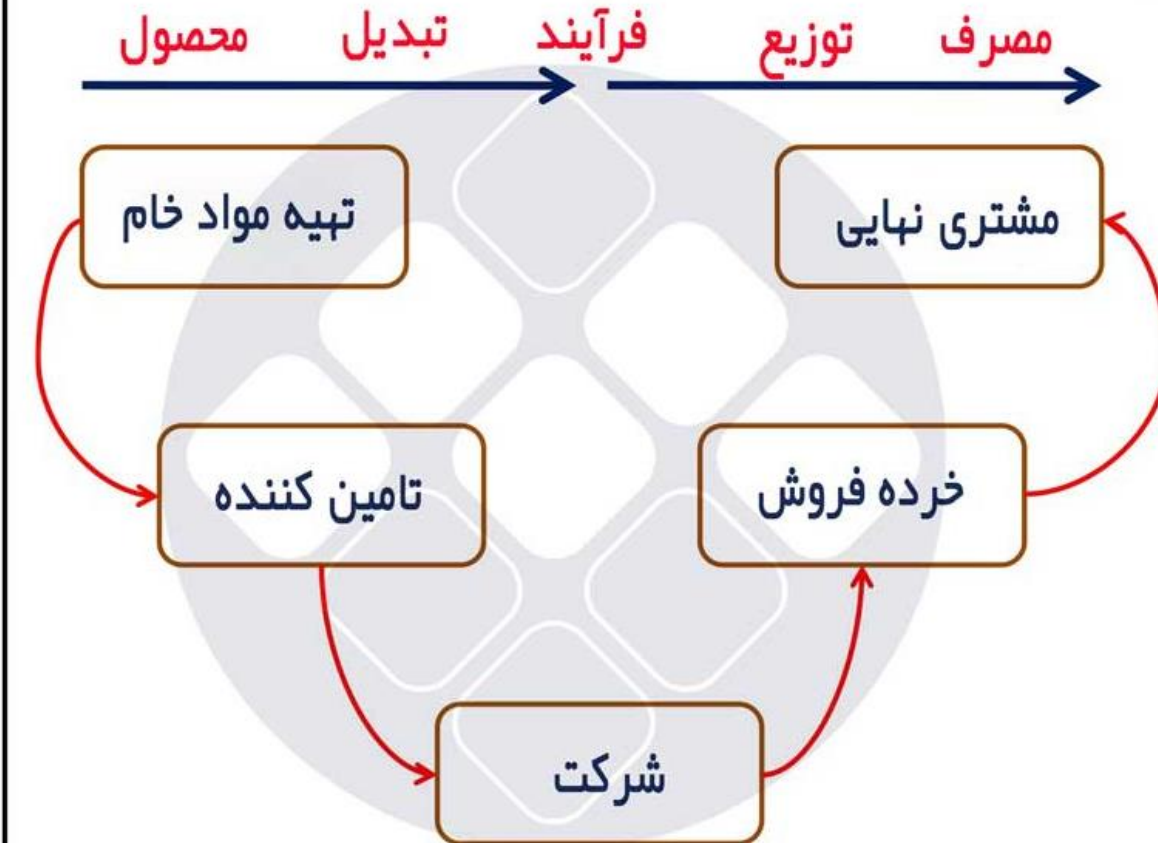 محصول تبدیل فرآیند توزیع مصرف
تهیه مواد خام
تامین کننده
شرکت
خرده فروش
مشتری نهایی